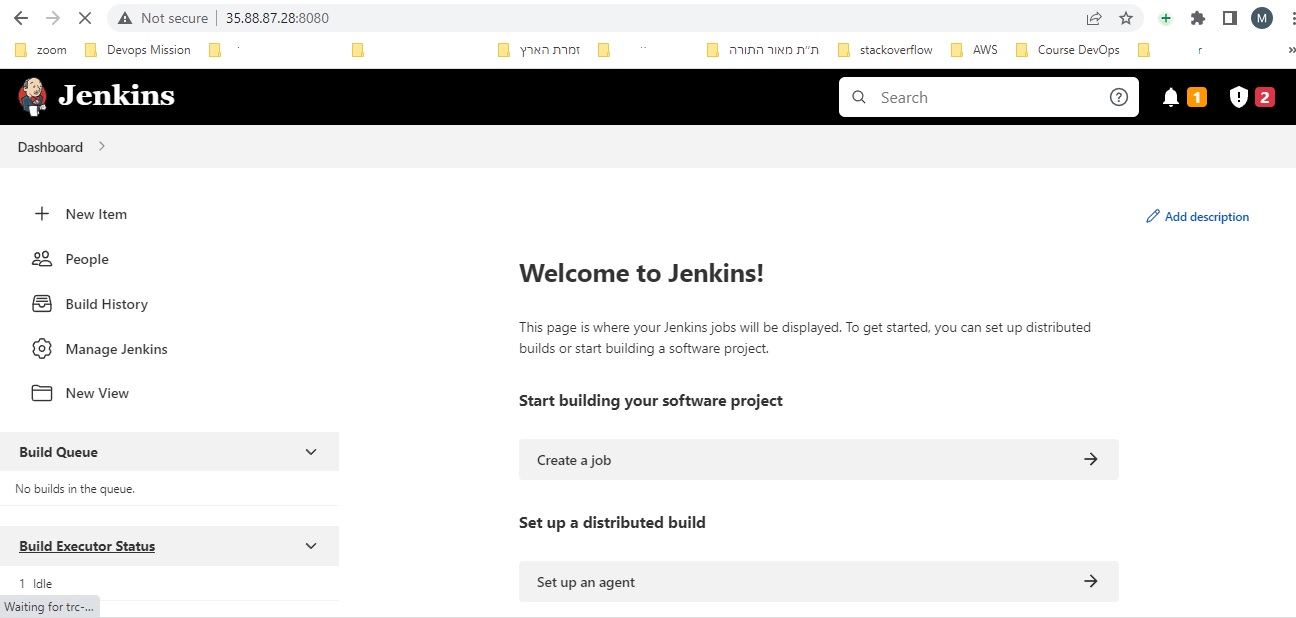 Not secure 35.88.87.28:8080
M
zoom Devops Mission זמרת הארץ ת״ת מאור התורה stackoverflow AWS Course DevOps r »
Jenkins Search 1 2
Dashboard
New Item
Add description
People
Welcome to Jenkins!
Build History
This page is where your Jenkins jobs will be displayed. To get started, you can set up distributed
builds or start building a software project.
Manage Jenkins
New View
Start building your software project
Build Queue
Create a job
No builds in the queue.
Set up a distributed build
Build Executor Status
1 Idle
Set up an agent
Waiting for trc-...